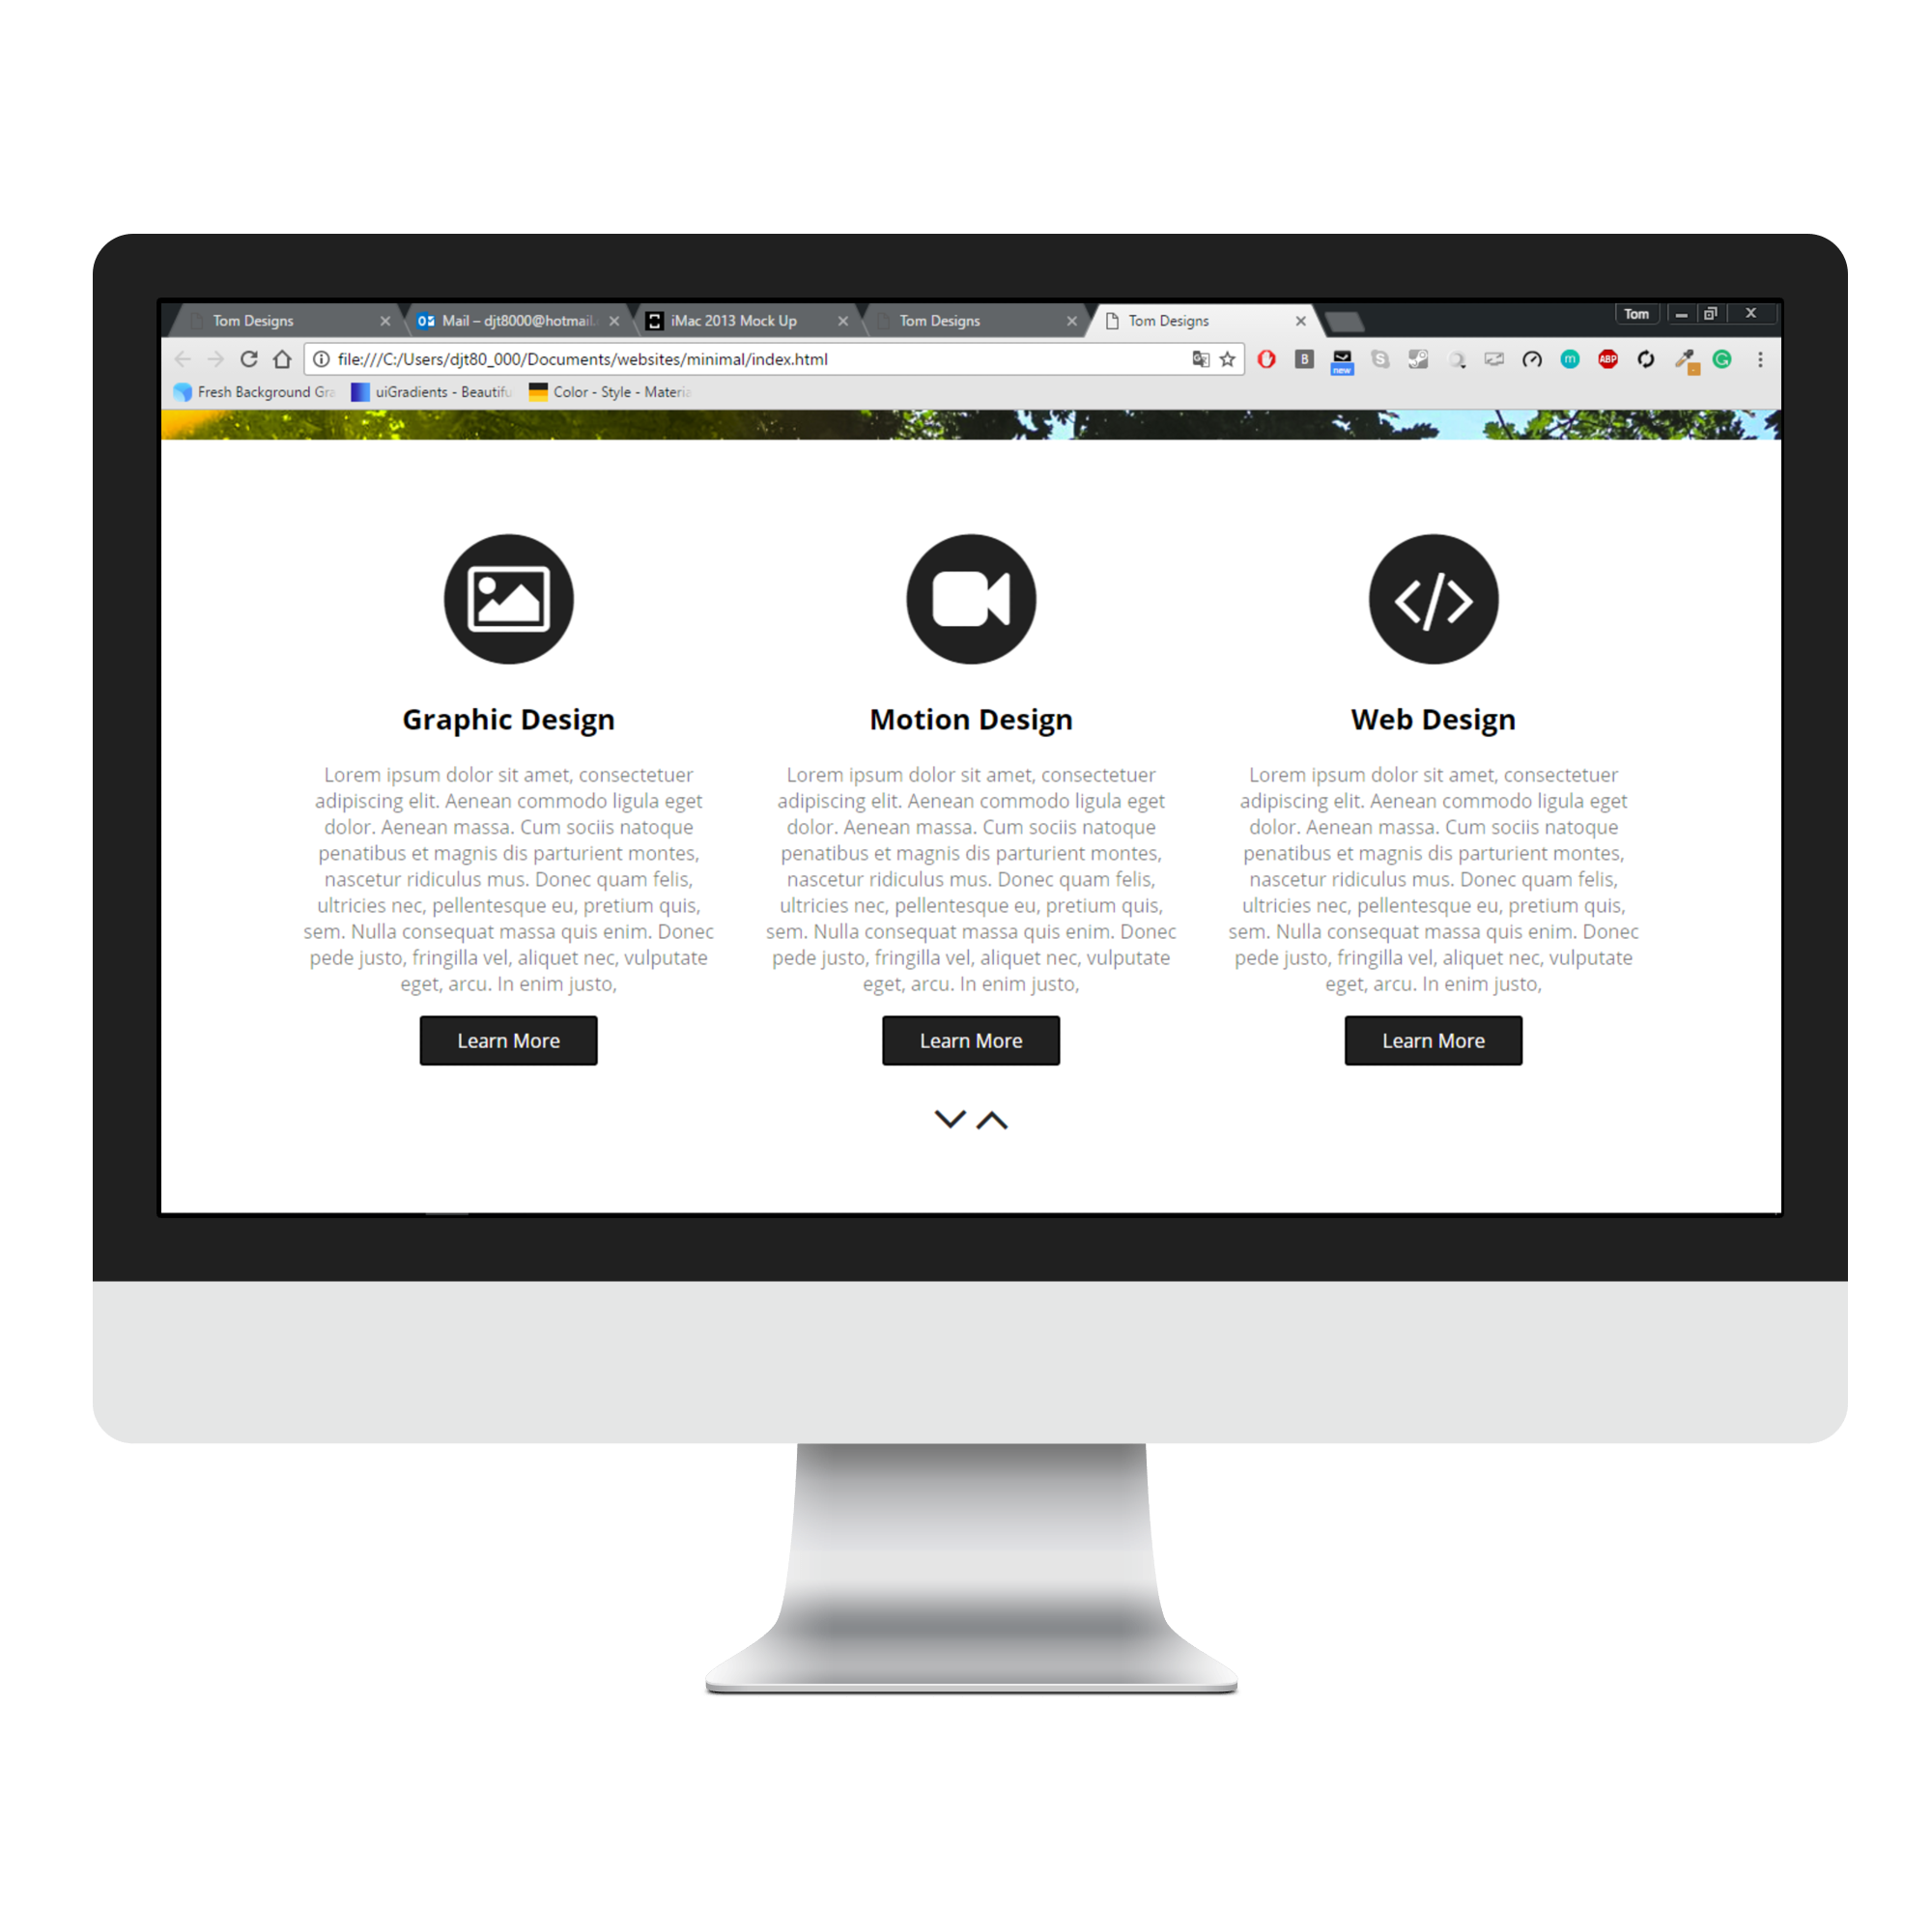 Tom Designs
Mail – djt8000@hotmail.
iMac 2013 Mock Up
Tom Designs
Tom Designs
Tom
file:///C:/Users/djt80_000/Documents/websites/minimal/index.html
B
new
S
m
ABP
G
Fresh Background Gra
uiGradients - Beautifu
Color - Style - Materia
Graphic Design
Lorem ipsum dolor sit amet, consectetuer
adipiscing elit. Aenean commodo ligula eget
dolor. Aenean massa. Cum sociis natoque
penatibus et magnis dis parturient montes,
nascetur ridiculus mus. Donec quam felis,
ultricies nec, pellentesque eu, pretium quis,
sem. Nulla consequat massa quis enim. Donec
pede justo, fringilla vel, aliquet nec, vulputate
eget, arcu. In enim justo,
Learn More
Motion Design
Lorem ipsum dolor sit amet, consectetuer
adipiscing elit. Aenean commodo ligula eget
dolor. Aenean massa. Cum sociis natoque
penatibus et magnis dis parturient montes,
nascetur ridiculus mus. Donec quam felis,
ultricies nec, pellentesque eu, pretium quis,
sem. Nulla consequat massa quis enim. Donec
pede justo, fringilla vel, aliquet nec, vulputate
eget, arcu. In enim justo,
Learn More
Web Design
Lorem ipsum dolor sit amet, consectetuer
adipiscing elit. Aenean commodo ligula eget
dolor. Aenean massa. Cum sociis natoque
penatibus et magnis dis parturient montes,
nascetur ridiculus mus. Donec quam felis,
ultricies nec, pellentesque eu, pretium quis,
sem. Nulla consequat massa quis enim. Donec
pede justo, fringilla vel, aliquet nec, vulputate
eget, arcu. In enim justo,
Learn More